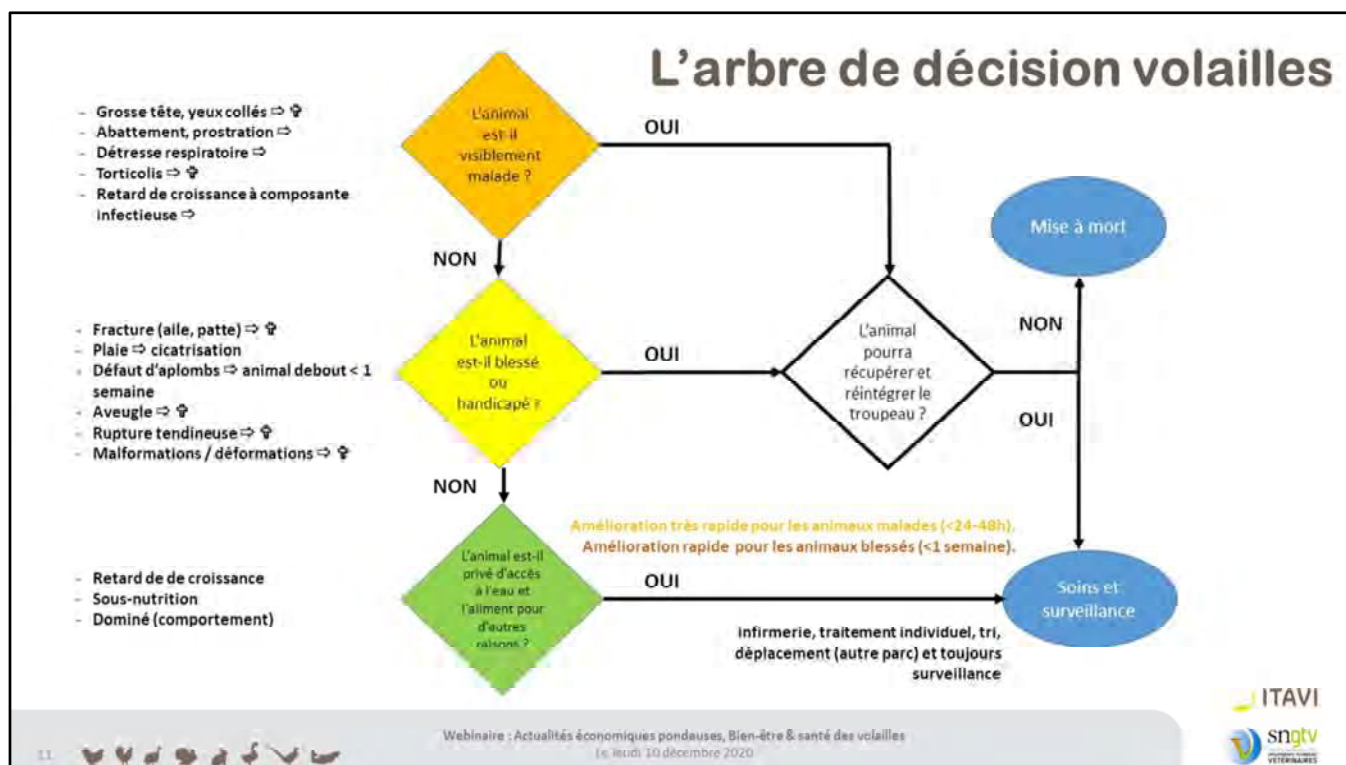 L'arbre de décision volailles
- Grosse tête, yeux collés ⇨ ✞
- Abattement, prostration ⇨
- Détresse respiratoire ⇨
- Torticolis ⇨ ✞
- Retard de croissance à composante
infectieuse ⇨
L'animal
est-il
visiblement
malade ?
OUI
NON
Mise à mort
- Fracture (aile, patte) ⇨ ✞
- Plaie ⇨ cicatrisation
- Défaut d'aplombs ⇨ animal debout < 1
semaine
- Aveugle ⇨ ✞
- Rupture tendineuse ⇨ ✞
- Malformations / déformations ⇨ ✞
L'animal
est-il blessé
ou
handicapé ?
OUI
NON
L'animal
pourra
récupérer et
réintégrer le
troupeau ?
NON
OUI
Amélioration très rapide pour les animaux malades (<24-48h).
Amélioration rapide pour les animaux blessés (<1 semaine).
- Retard de de croissance
- Sous-nutrition
- Dominé (comportement)
L'animal est-il
privé d'accès
à l'eau et
l'aliment pour
d'autres
raisons ?
OUI
Soins et
surveillance
infirmerie, traitement individuel, tri,
déplacement (autre parc) et toujours
surveillance
11
Webinaire : Actualités économiques pondeuses, Bien-être & santé des volailles
Le jeudi 10 décembre 2020
ITAVI
sngtv
VÉTÉRINAIRES